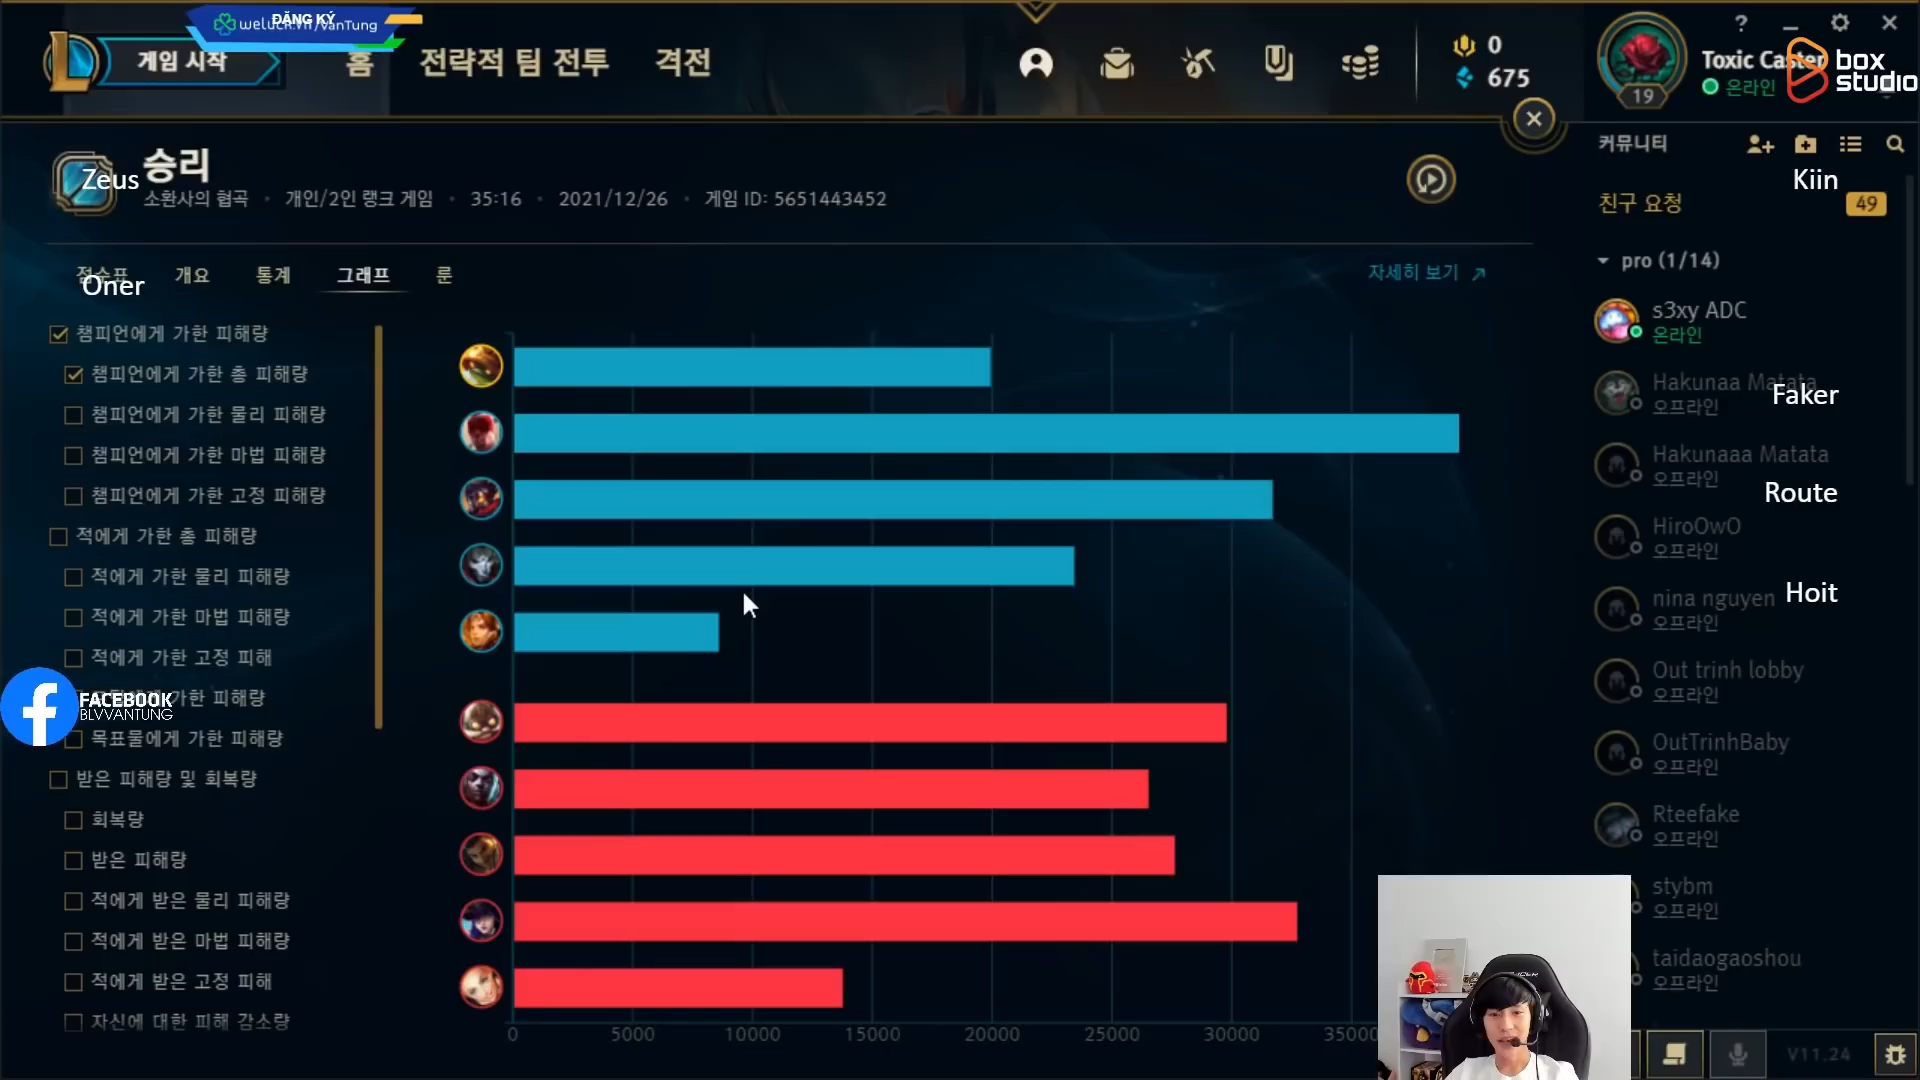 ĐĂNG KÝ
게임 시작
홈
전략적 팀 전투
격전
0
675
19
Toxic Caster
온라인
box
studio
승리
Zeus
소환사의 협곡 • 개인/2인 랭크 게임 • 35:16 • 2021/12/26 • 게임 ID: 5651443452
커뮤니티
Kiin
친구 요청
49
점수표
개요
통계
그래프
룬
자세히 보기
Oner
pro (1/14)
챔피언에게 가한 피해량
챔피언에게 가한 총 피해량
챔피언에게 가한 물리 피해량
챔피언에게 가한 마법 피해량
챔피언에게 가한 고정 피해량
적에게 가한 총 피해량
적에게 가한 물리 피해량
적에게 가한 마법 피해량
적에게 가한 고정 피해
가한 피해량
FACEBOOK
BLVVANTUNG
목표물에게 가한 피해량
받은 피해량 및 회복량
회복량
받은 피해량
적에게 받은 물리 피해량
적에게 받은 마법 피해량
적에게 받은 고정 피해
자신에 대한 피해 감소량
0
5000
10000
15000
20000
25000
30000
35000
s3xy ADC
온라인
Hakunaa Matata
오프라인
Faker
Hakunaaa Matata
오프라인
Route
HiroOwO
오프라인
nina nguyen
오프라인
Hoit
Out trinh lobby
오프라인
OutTrinhBaby
오프라인
Rteefake
오프라인
stybm
오프라인
taidaogaoshou
오프라인
V11.24